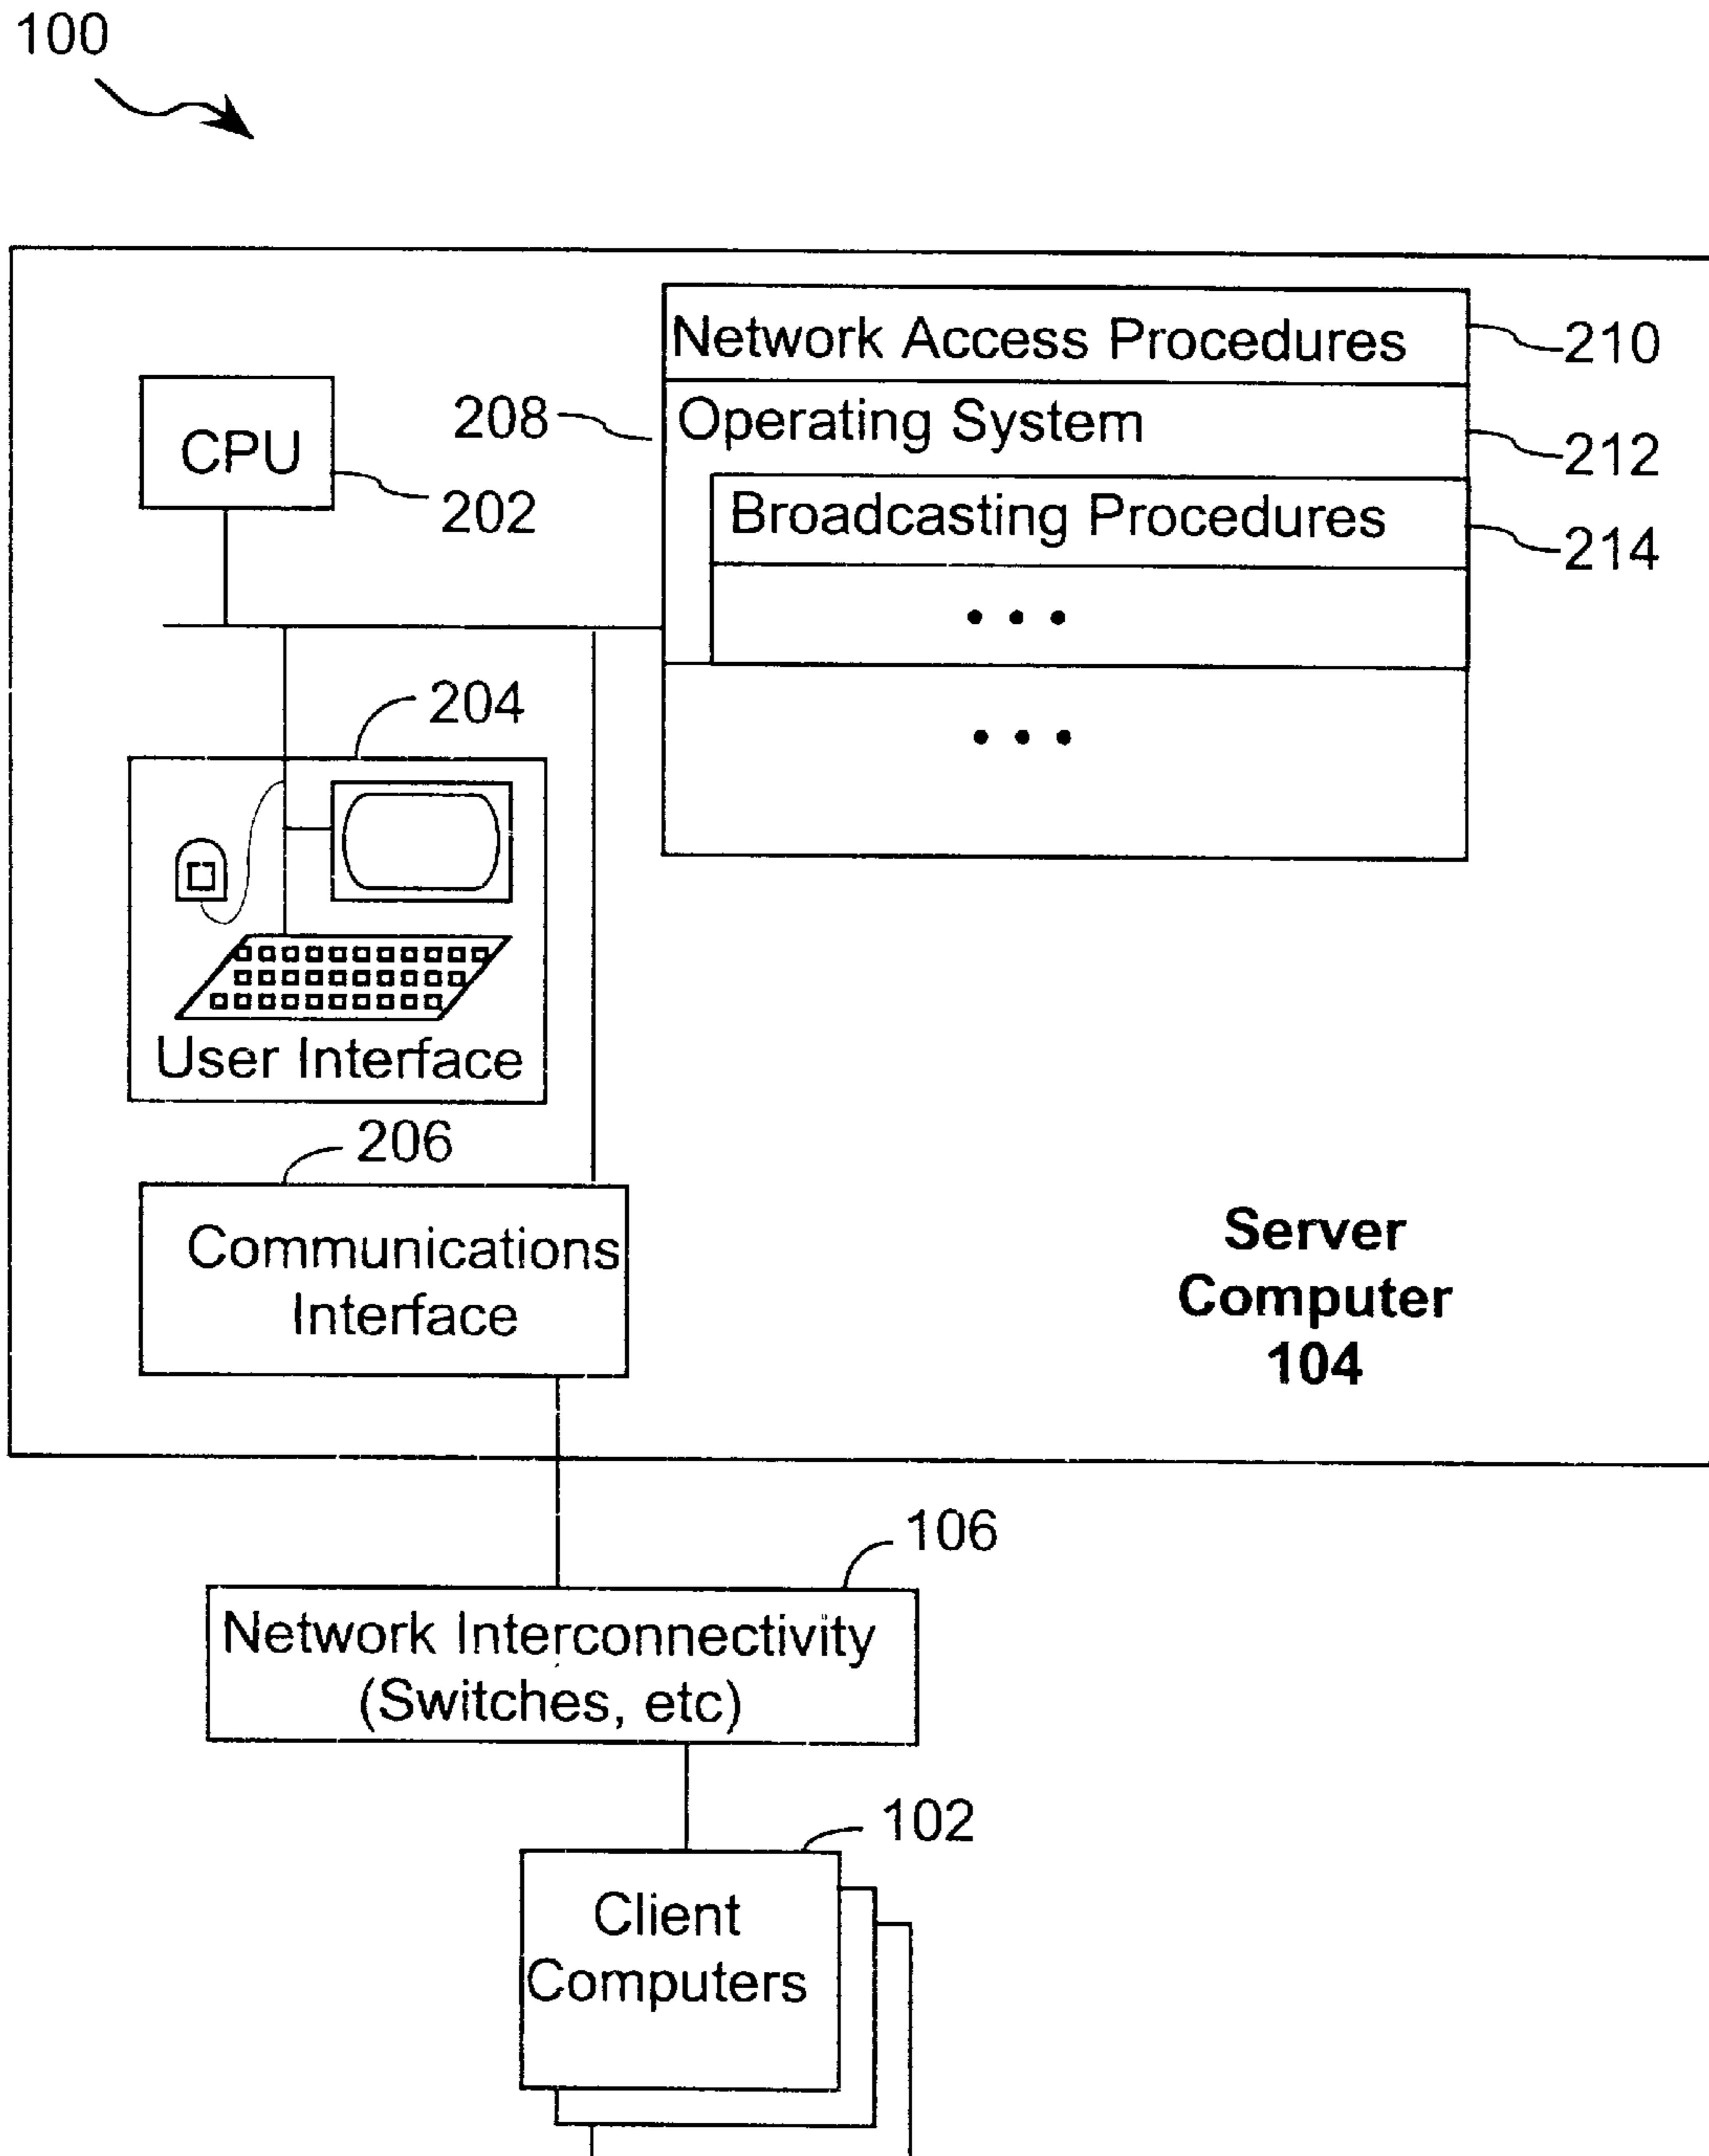 100
Network Access Procedures
210
CPU
202
208
Operating System
212
Broadcasting Procedures
214
• • •
• • •
204
User Interface
206
Communications
Interface
Server
Computer
104
106
Network Interconnectivity
(Switches, etc)
102
Client
Computers